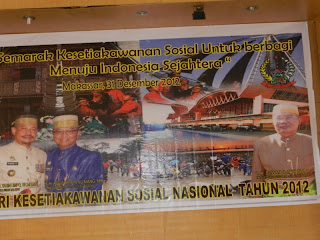 Semarak Kesetiakawanan Sosial Untuk berbagi
Menuju Indonesia Sejahtera "
Makassar, 31 Desember 2012
RI KESETIAKAWANAN SOSIAL NASIONAL TAHUN 2012